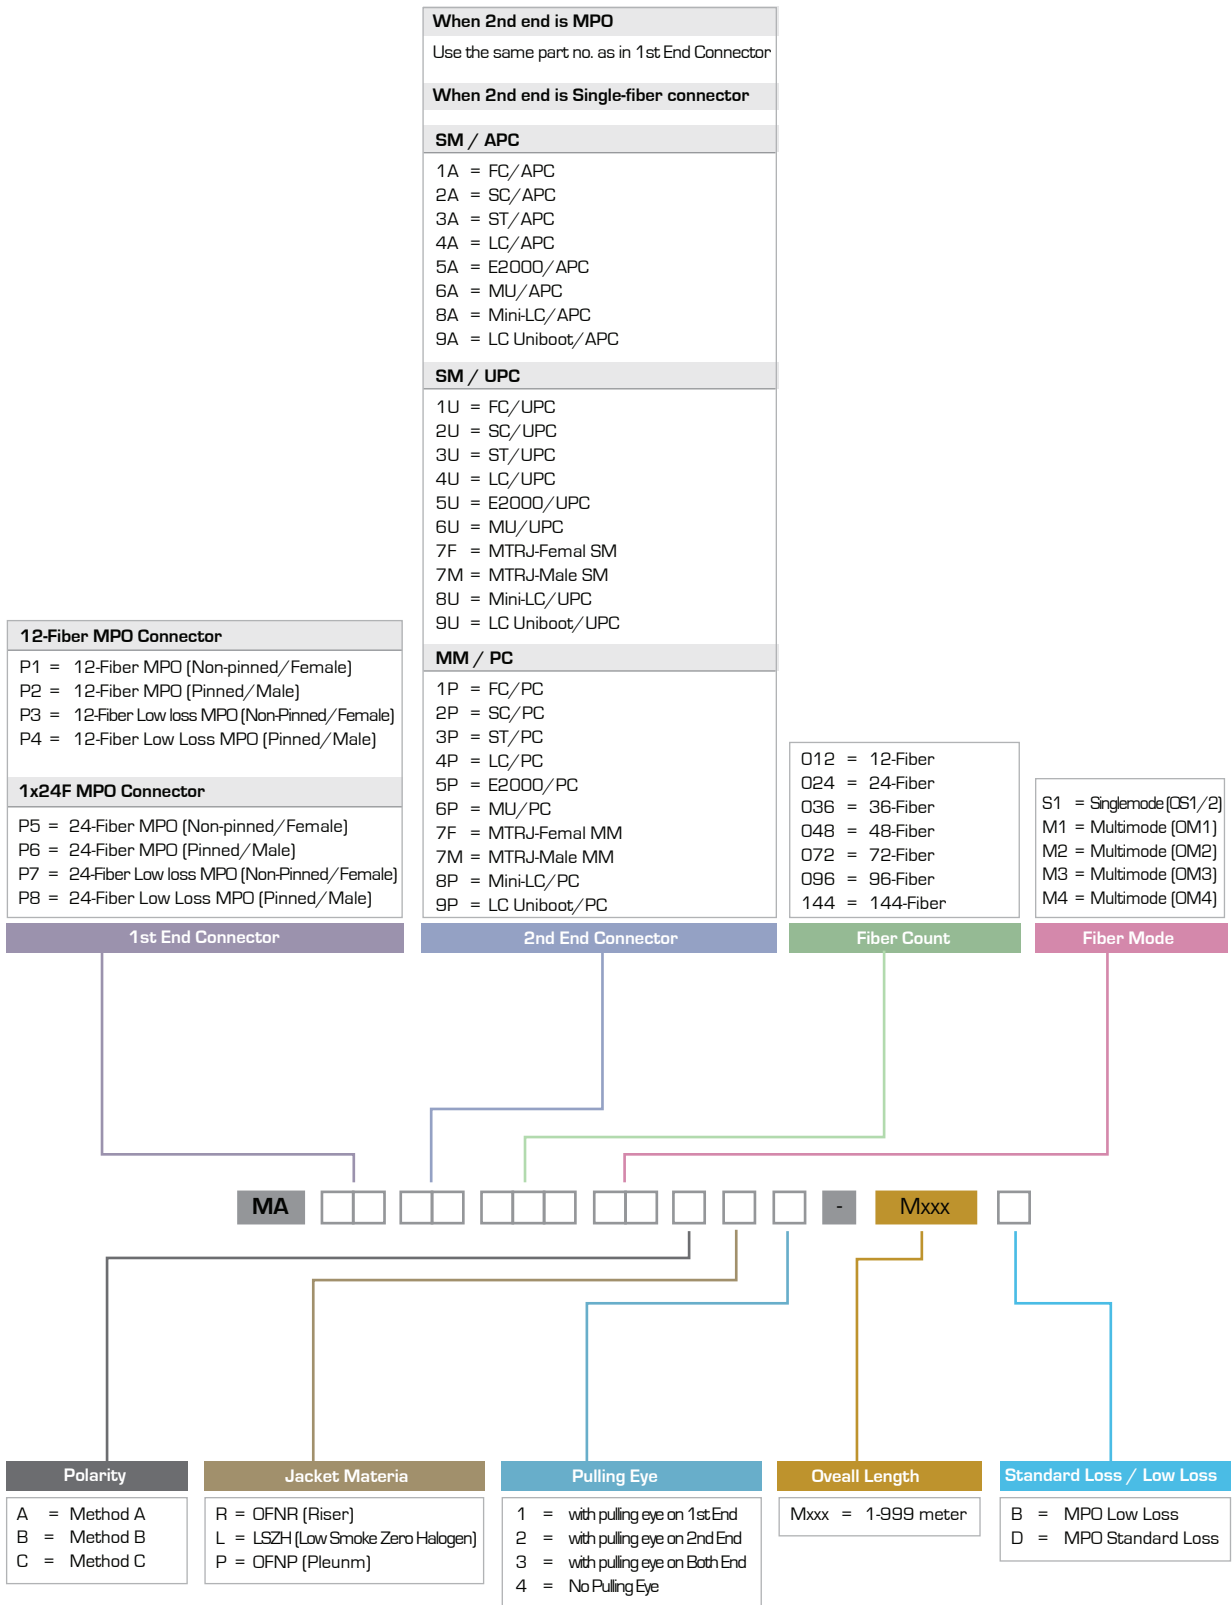 When 2nd end is MPO
Use the same part no. as in 1st End Connector
When 2nd end is Single-fiber connector
SM / APC
1A = FC/APC
2A = SC/APC
3A = ST/APC
4A = LC/APC
5A = E2000/APC
6A = MU/APC
8A = Mini-LC/APC
9A = LC Uniboot/APC
SM / UPC
1U = FC/UPC
2U = SC/UPC
3U = ST/UPC
4U = LC/UPC
5U = E2000/UPC
6U = MU/UPC
7F = MTRJ-Femal SM
7M = MTRJ-Male SM
8U = Mini-LC/UPC
9U = LC Uniboot/UPC
MM / PC
1P = FC/PC
2P = SC/PC
3P = ST/PC
4P = LC/PC
5P = E2000/PC
6P = MU/PC
7F = MTRJ-Femal MM
7M = MTRJ-Male MM
8P = Mini-LC/PC
9P = LC Uniboot/PC
12-Fiber MPO Connector
P1 = 12-Fiber MPO (Non-pinned/Female)
P2 = 12-Fiber MPO (Pinned/Male)
P3 = 12-Fiber Low loss MPO (Non-Pinned/Female)
P4 = 12-Fiber Low Loss MPO (Pinned/Male)
1x24F MPO Connector
P5 = 24-Fiber MPO (Non-pinned/Female)
P6 = 24-Fiber MPO (Pinned/Male)
P7 = 24-Fiber Low loss MPO (Non-Pinned/Female)
P8 = 24-Fiber Low Loss MPO (Pinned/Male)
012 = 12-Fiber
024 = 24-Fiber
036 = 36-Fiber
048 = 48-Fiber
072 = 72-Fiber
096 = 96-Fiber
144 = 144-Fiber
S1 = Singlemode (OS1/2)
M1 = Multimode (OM1)
M2 = Multimode (OM2)
M3 = Multimode (OM3)
M4 = Multimode (OM4)
1st End Connector
2nd End Connector
Fiber Count
Fiber Mode
MA - Mxxx
Polarity
A = Method A
B = Method B
C = Method C
Jacket Materia
R = OFNR (Riser)
L = LSZH (Low Smoke Zero Halogen)
P = OFNP (Pleunm)
Pulling Eye
1 = with pulling eye on 1st End
2 = with pulling eye on 2nd End
3 = with pulling eye on Both End
4 = No Pulling Eye
Oveall Length
Mxxx = 1-999 meter
Standard Loss / Low Loss
B = MPO Low Loss
D = MPO Standard Loss